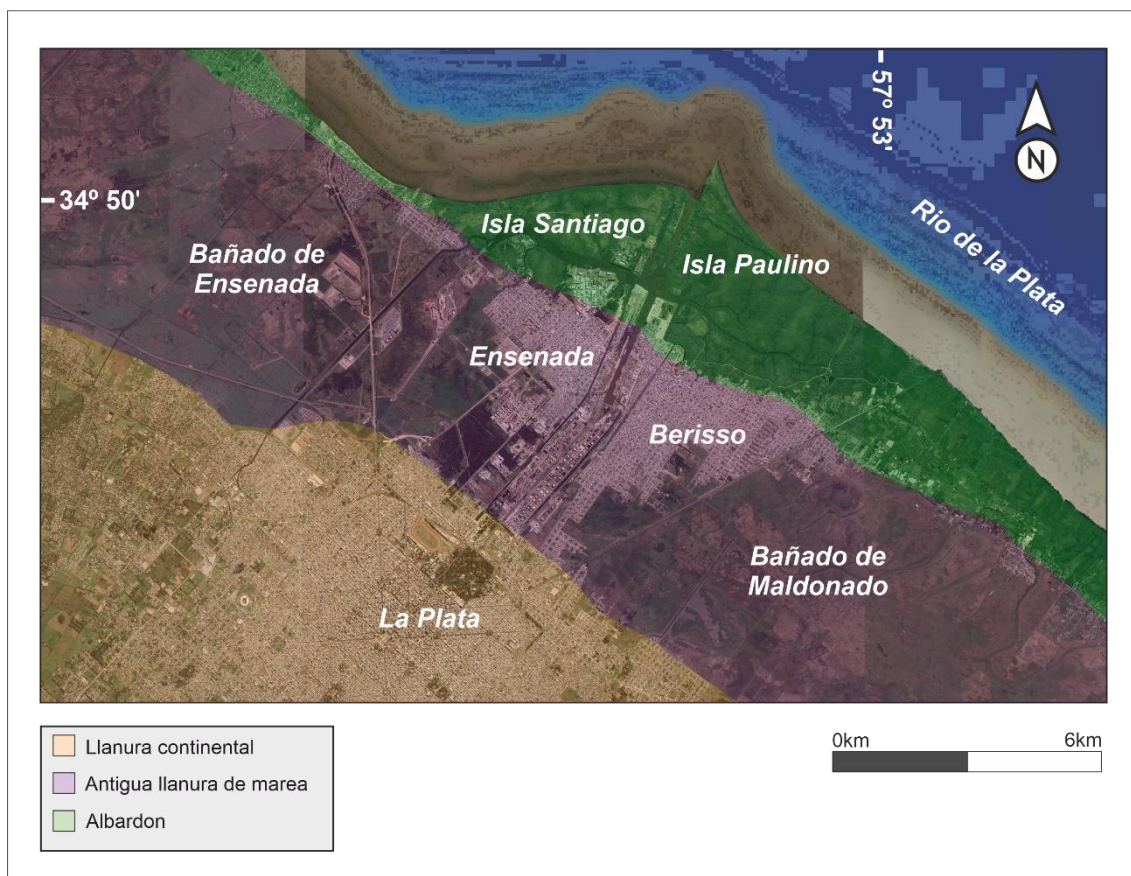 57º 53'
N
34º 50'
Isla Santiago
Rio de la Plata
Bañado de
Ensenada
Isla Paulino
Ensenada
Berisso
Bañado de
Maldonado
La Plata
Llanura continental
Antigua llanura de marea
Albardon
0km
6km